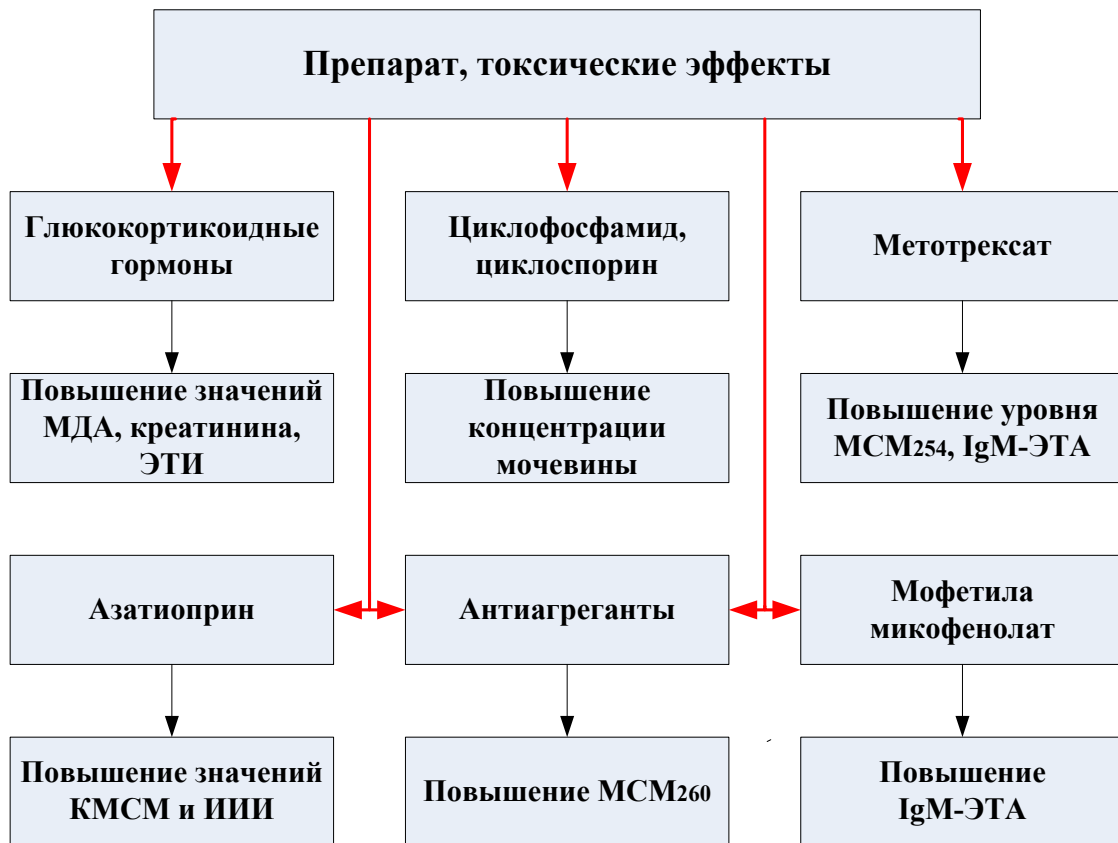 Препарат, токсические эффекты
Глюкокортикоидные
гормоны
Циклофосфамид,
циклоспорин
Метотрексат
Повышение значений
МДА, креатинина,
ЭТИ
Повышение
концентрации
мочевины
Повышение уровня
МСМ254, IgM-ЭТА
Азатиоприн
Антиагреганты
Мофетила
микофенолат
Повышение значений
КМСМ и ИИИ
Повышение МСМ260
Повышение
IgM-ЭТА